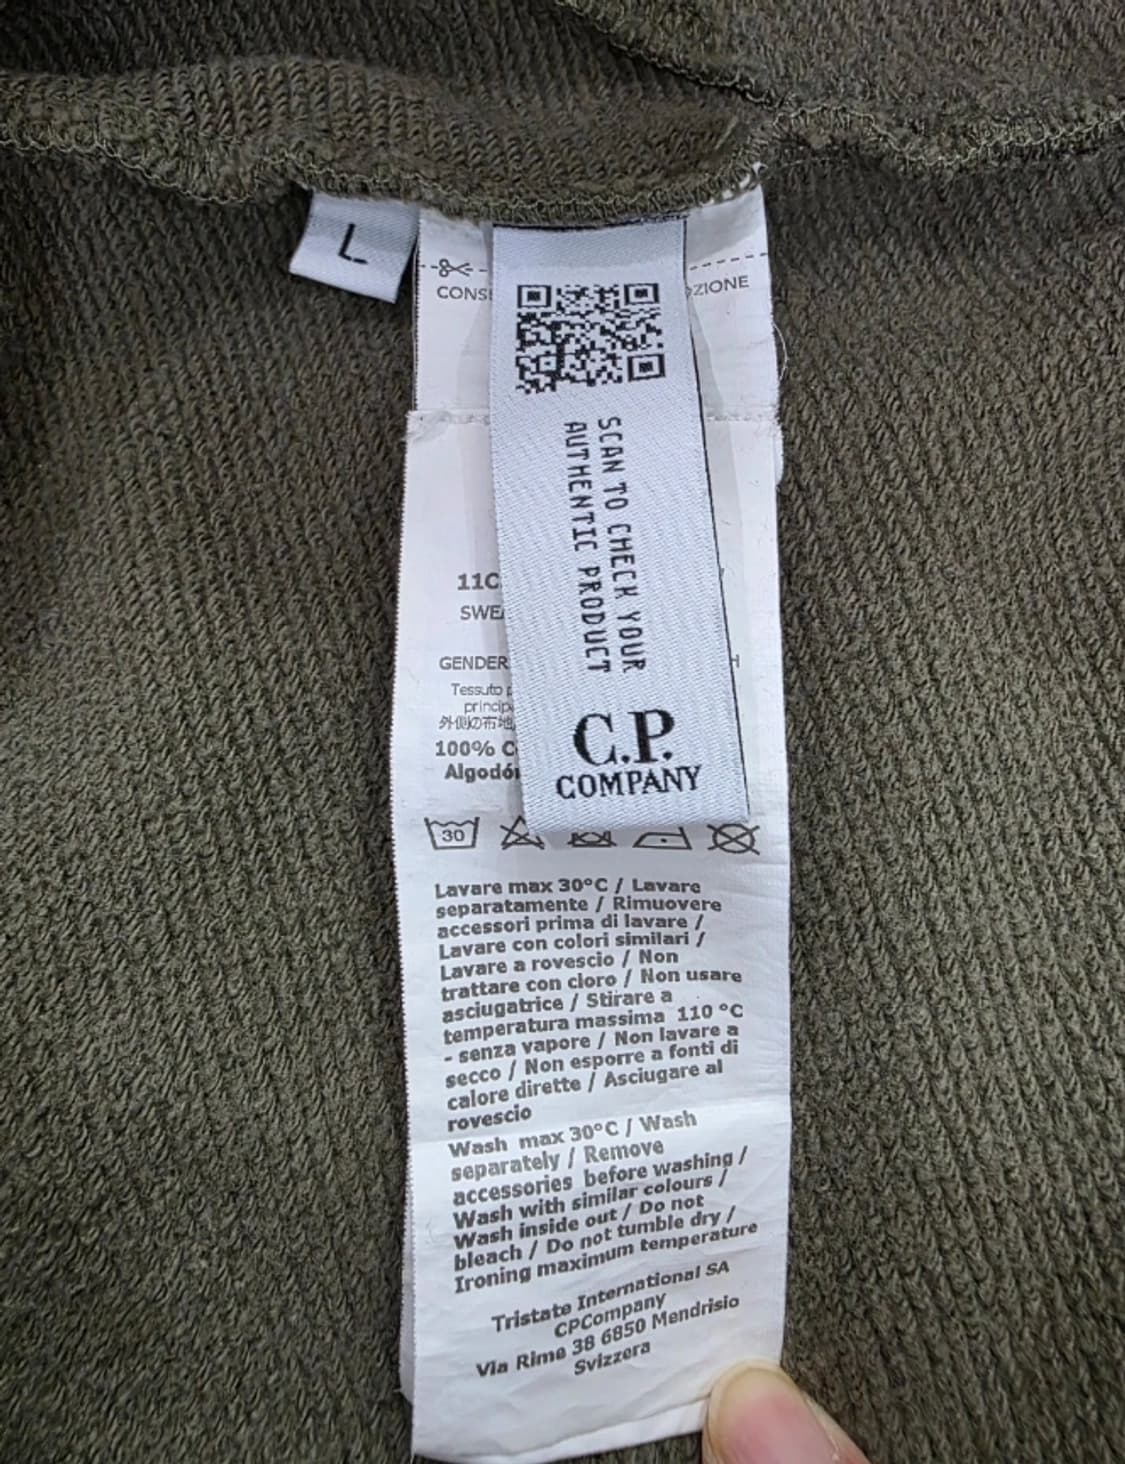 L
CONS
ZIONE
SCAN TO CHECK YOUR
AUTHENTIC PRODUCT
C.P.
COMPANY
11C
SWEA
GENDER
H
Tessuto p
princip
外側の布地
100% C
Algodó
30
Lavare max 30°C / Lavare
separatamente / Rimuovere
accessori prima di lavare /
Lavare con colori similari /
Lavare a rovescio / Non
trattare con cloro / Non usare
asciugatrice / Stirare a
temperatura massima 110 °C
- senza vapore / Non lavare a
secco / Non esporre a fonti di
calore dirette / Asciugare al
rovescio
Wash max 30°C / Wash
separately / Remove
accessories before washing /
Wash with similar colours /
Wash inside out / Do not
bleach / Do not tumble dry /
Ironing maximum temperature
Tristate International SA
CPCompany
Via Rime 38 6850 Mendrisio
Svizzera